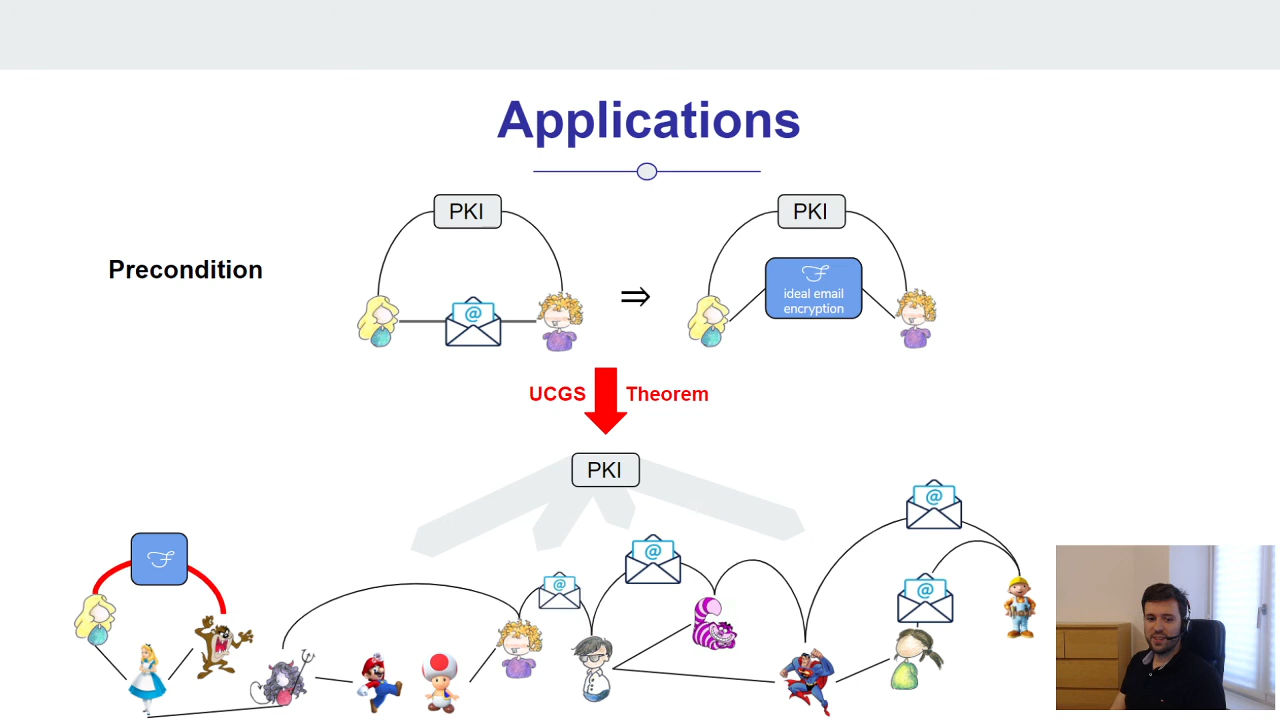 Applications
PKI
PKI
Precondition
@
ℱ
ideal email
encryption
⇒
UCGS Theorem
PKI
@
@
@
@
ℱ